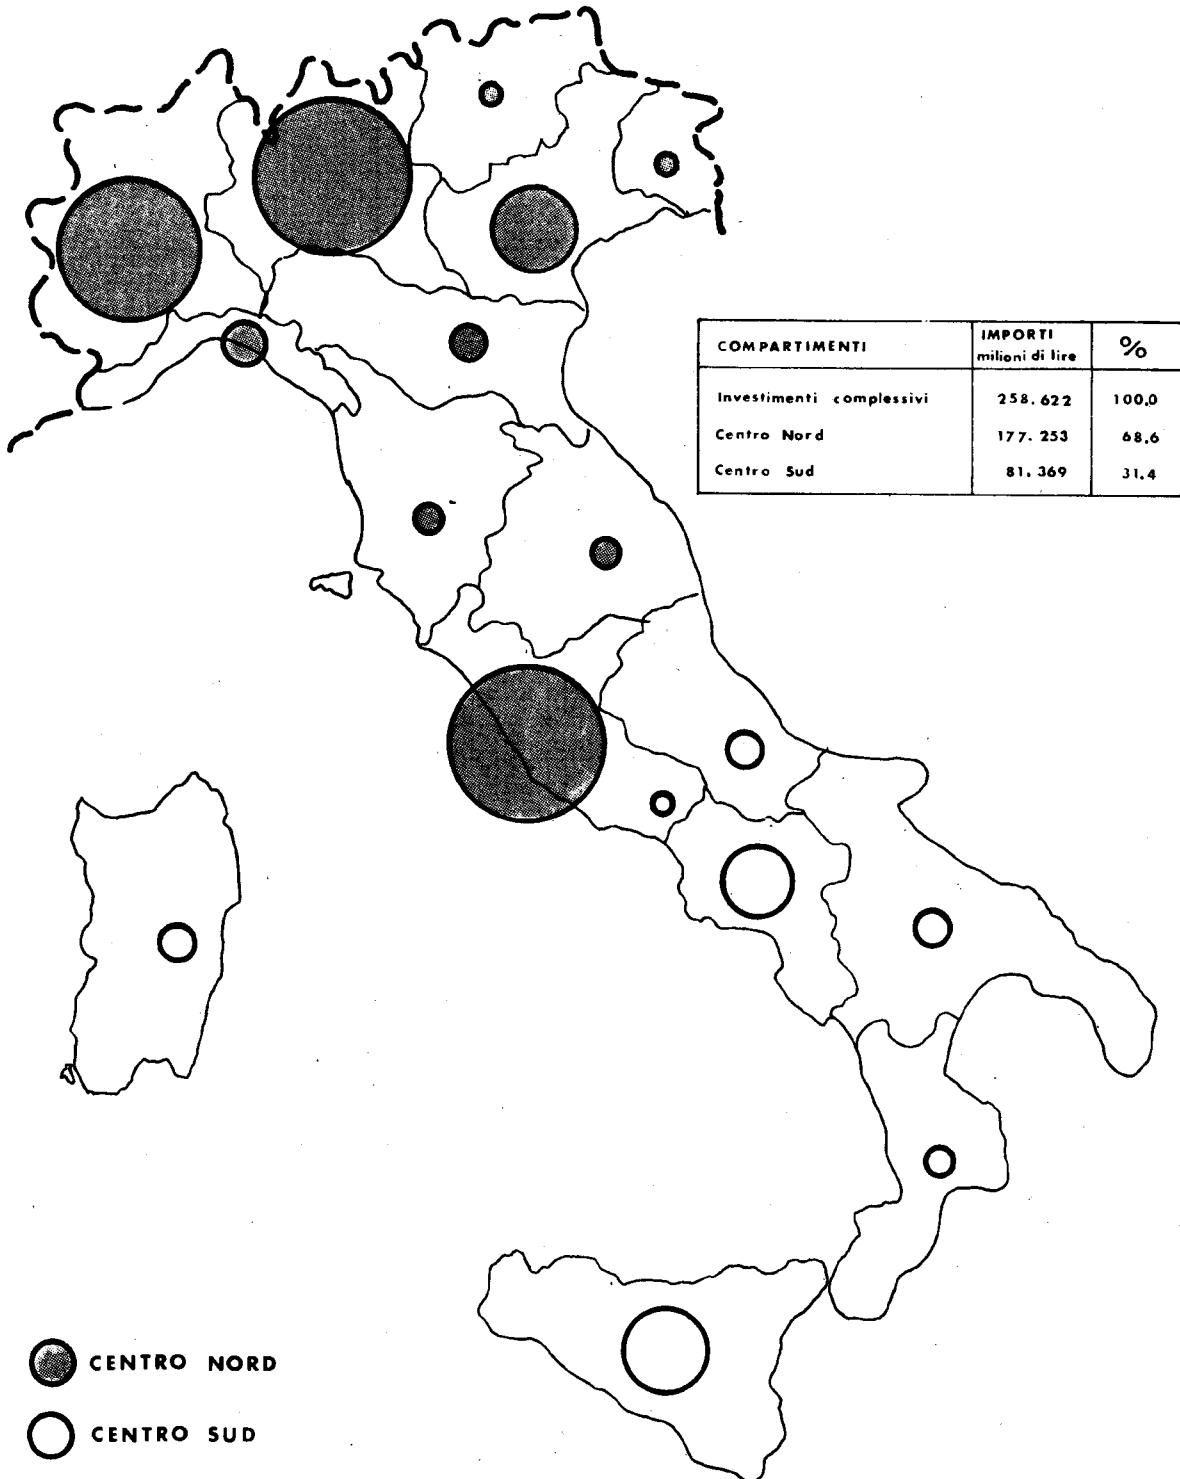 COMPARTIMENTI IMPORTI milioni di lire %
Investimenti complessivi 258.622 100,0
Centro Nord 177.253 68,6
Centro Sud 81.369 31,4
CENTRO NORD
CENTRO SUD